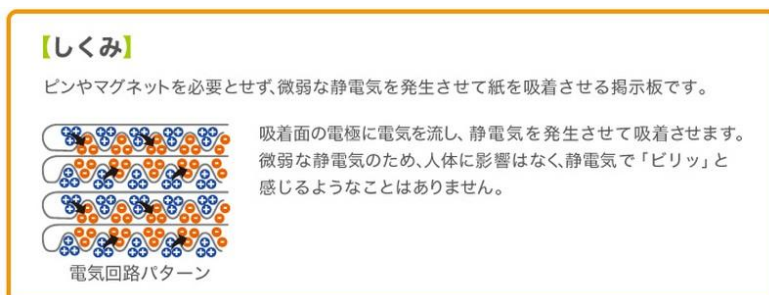 【しくみ】
ピンやマグネットを必要とせず、微弱な静電気を発生させて紙を吸着させる掲示板です。
吸着面の電極に電気を流し、静電気を発生させて吸着させます。
微弱な静電気のため、人体に影響はなく、静電気で「ビリッ」と
感じるようなことはありません。
電気回路パターン